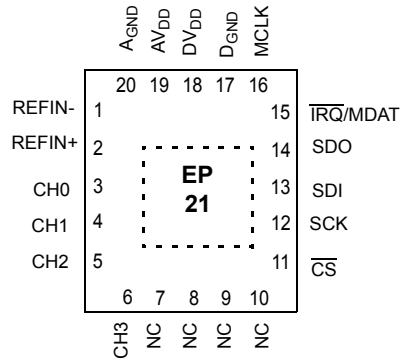 AGND AVDD DVDD DGND MCLK
20 19 18 17 16
REFIN- 1
REFIN+ 2
CH0 3
CH1 4
CH2 5
EP
21
15 I̅R̅Q̅/MDAT
14 SDO
13 SDI
12 SCK
11 C̅S̅
6 7 8 9 10
CH3 NC NC NC NC